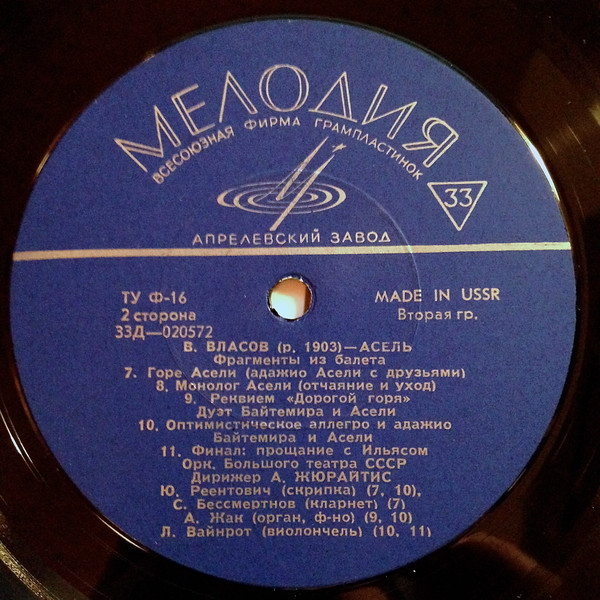 МЕЛОДИЯ
ВСЕСОЮЗНАЯ ФИРМА ГРАМПЛАСТИНОК
33
АПРЕЛЕВСКИЙ ЗАВОД
ТУ Ф-16
MADE IN USSR
2 сторона
Вторая гр.
33Д—020572
В. ВЛАСОВ (р. 1903)—АСЕЛЬ
Фрагменты из балета
7. Горе Асели (адажио Асели с друзьями)
8. Монолог Асели (отчаяние и уход)
9. Реквием «Дорогой горя»
Дуэт Байтемира и Асели
10. Оптимистическое аллегро и адажио
Байтемира и Асели
11. Финал: прощание с Ильясом
Орк. Большого театра СССР
Дирижер А. ЖЮРАЙТИС
Ю. Реентович (скрипка) (7, 10),
С. Бессмертнов (кларнет) (7)
А. Жак (орган, ф-но) (9, 10)
Л. Вайнрот (виолончель) (10, 11)